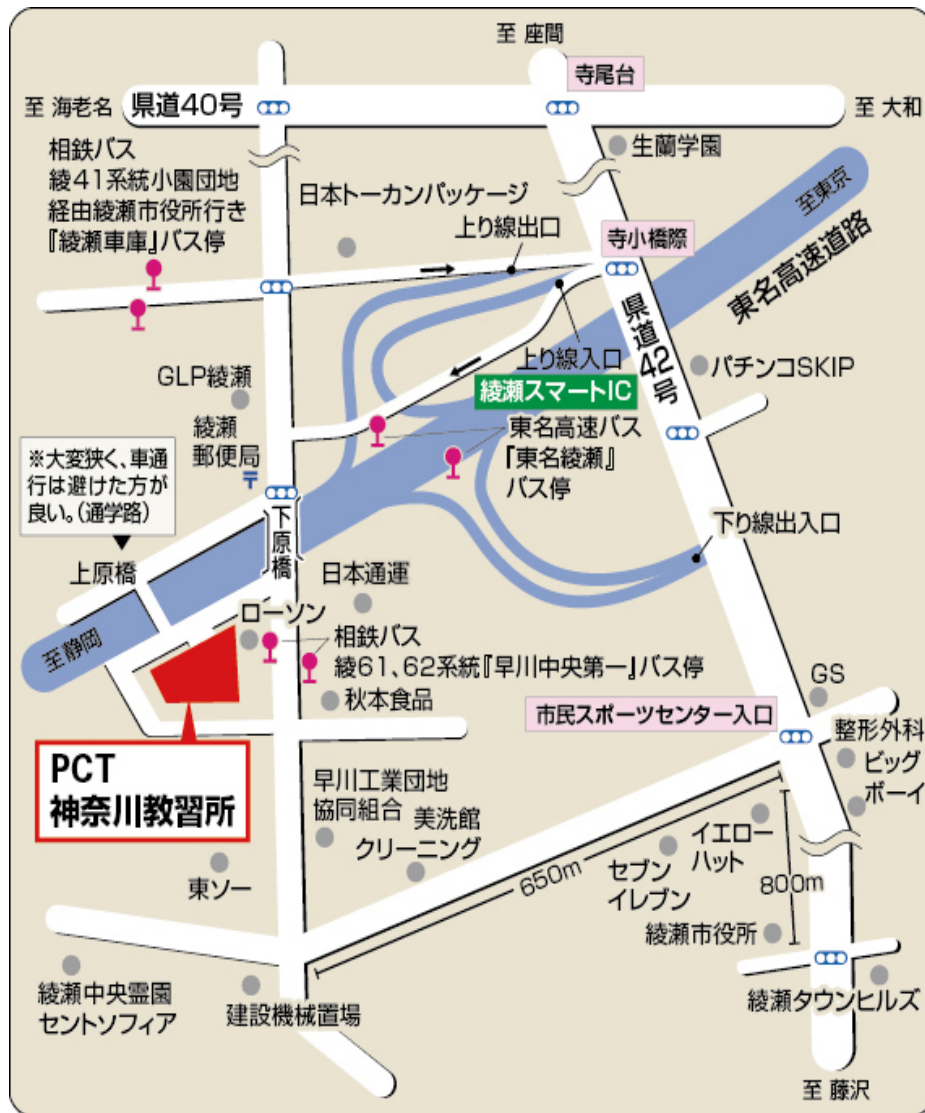 至 座間
寺尾台
至 海老名
県道40号
至 大和
相鉄バス
綾41系統小園団地
経由綾瀬市役所行き
『綾瀬車庫』バス停
生蘭学園
日本トーカンパッケージ
上り線出口
寺小橋際
至東京
東名高速道路
県道42号
上り線入口
綾瀬スマートIC
パチンコSKIP
GLP綾瀬
綾瀬
郵便局
〒
東名高速バス
『東名綾瀬』
バス停
※大変狭く、車通
行は避けた方が
良い。(通学路)
上原橋
下原橋
下り線出入口
日本通運
ローソン
至静岡
相鉄バス
綾61、62系統『早川中央第一』バス停
秋本食品
GS
市民スポーツセンター入口
整形外科
ビッグ
ボーイ
PCT
神奈川教習所
早川工業団地
協同組合
美洗館
クリーニング
イエロー
ハット
セブン
イレブン
650m
800m
東ソー
綾瀬市役所
綾瀬中央霊園
セントソフィア
建設機械置場
綾瀬タウンヒルズ
至 藤沢